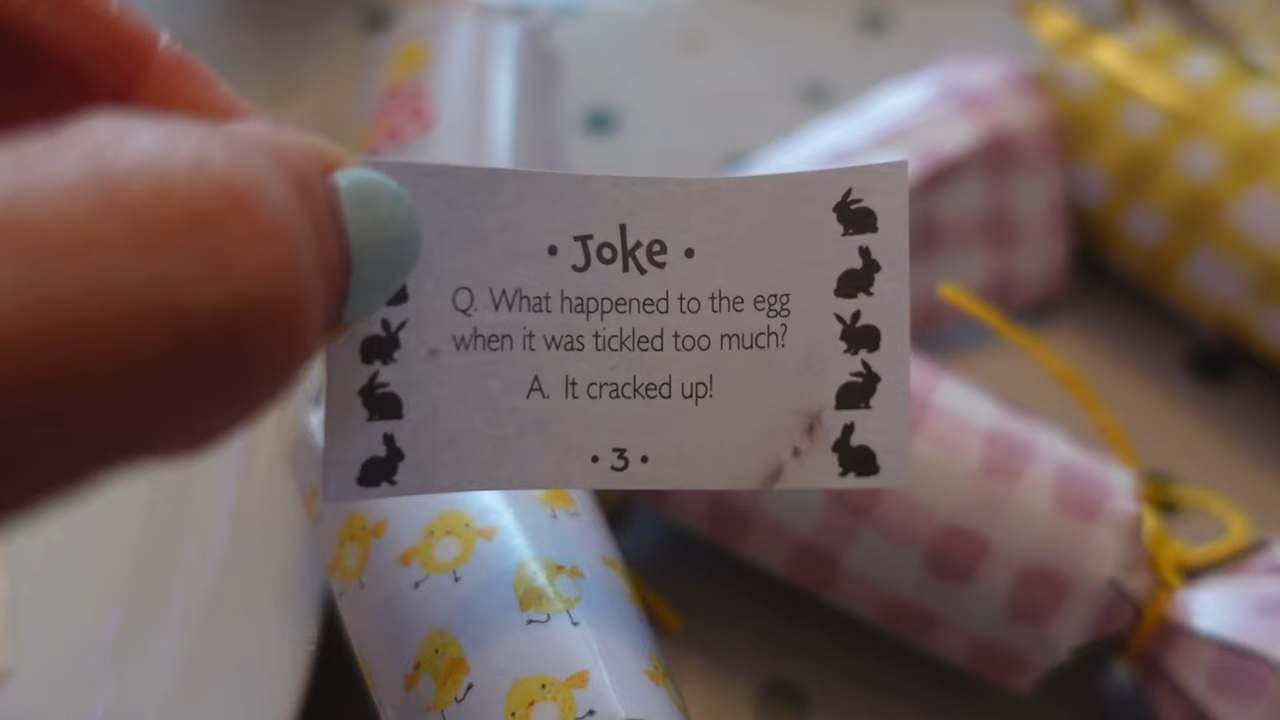 • Joke •
Q. What happened to the egg
when it was tickled too much?
A. It cracked up!
• 3 •